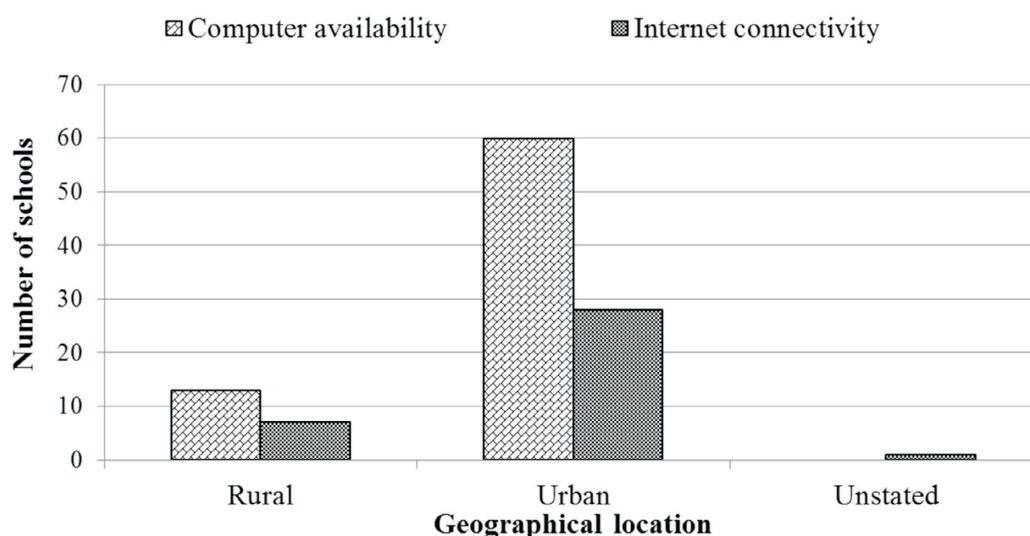 Computer availability
Internet connectivity
Number of schools
70
60
50
40
30
20
10
0
Rural
Urban
Unstated
Geographical location